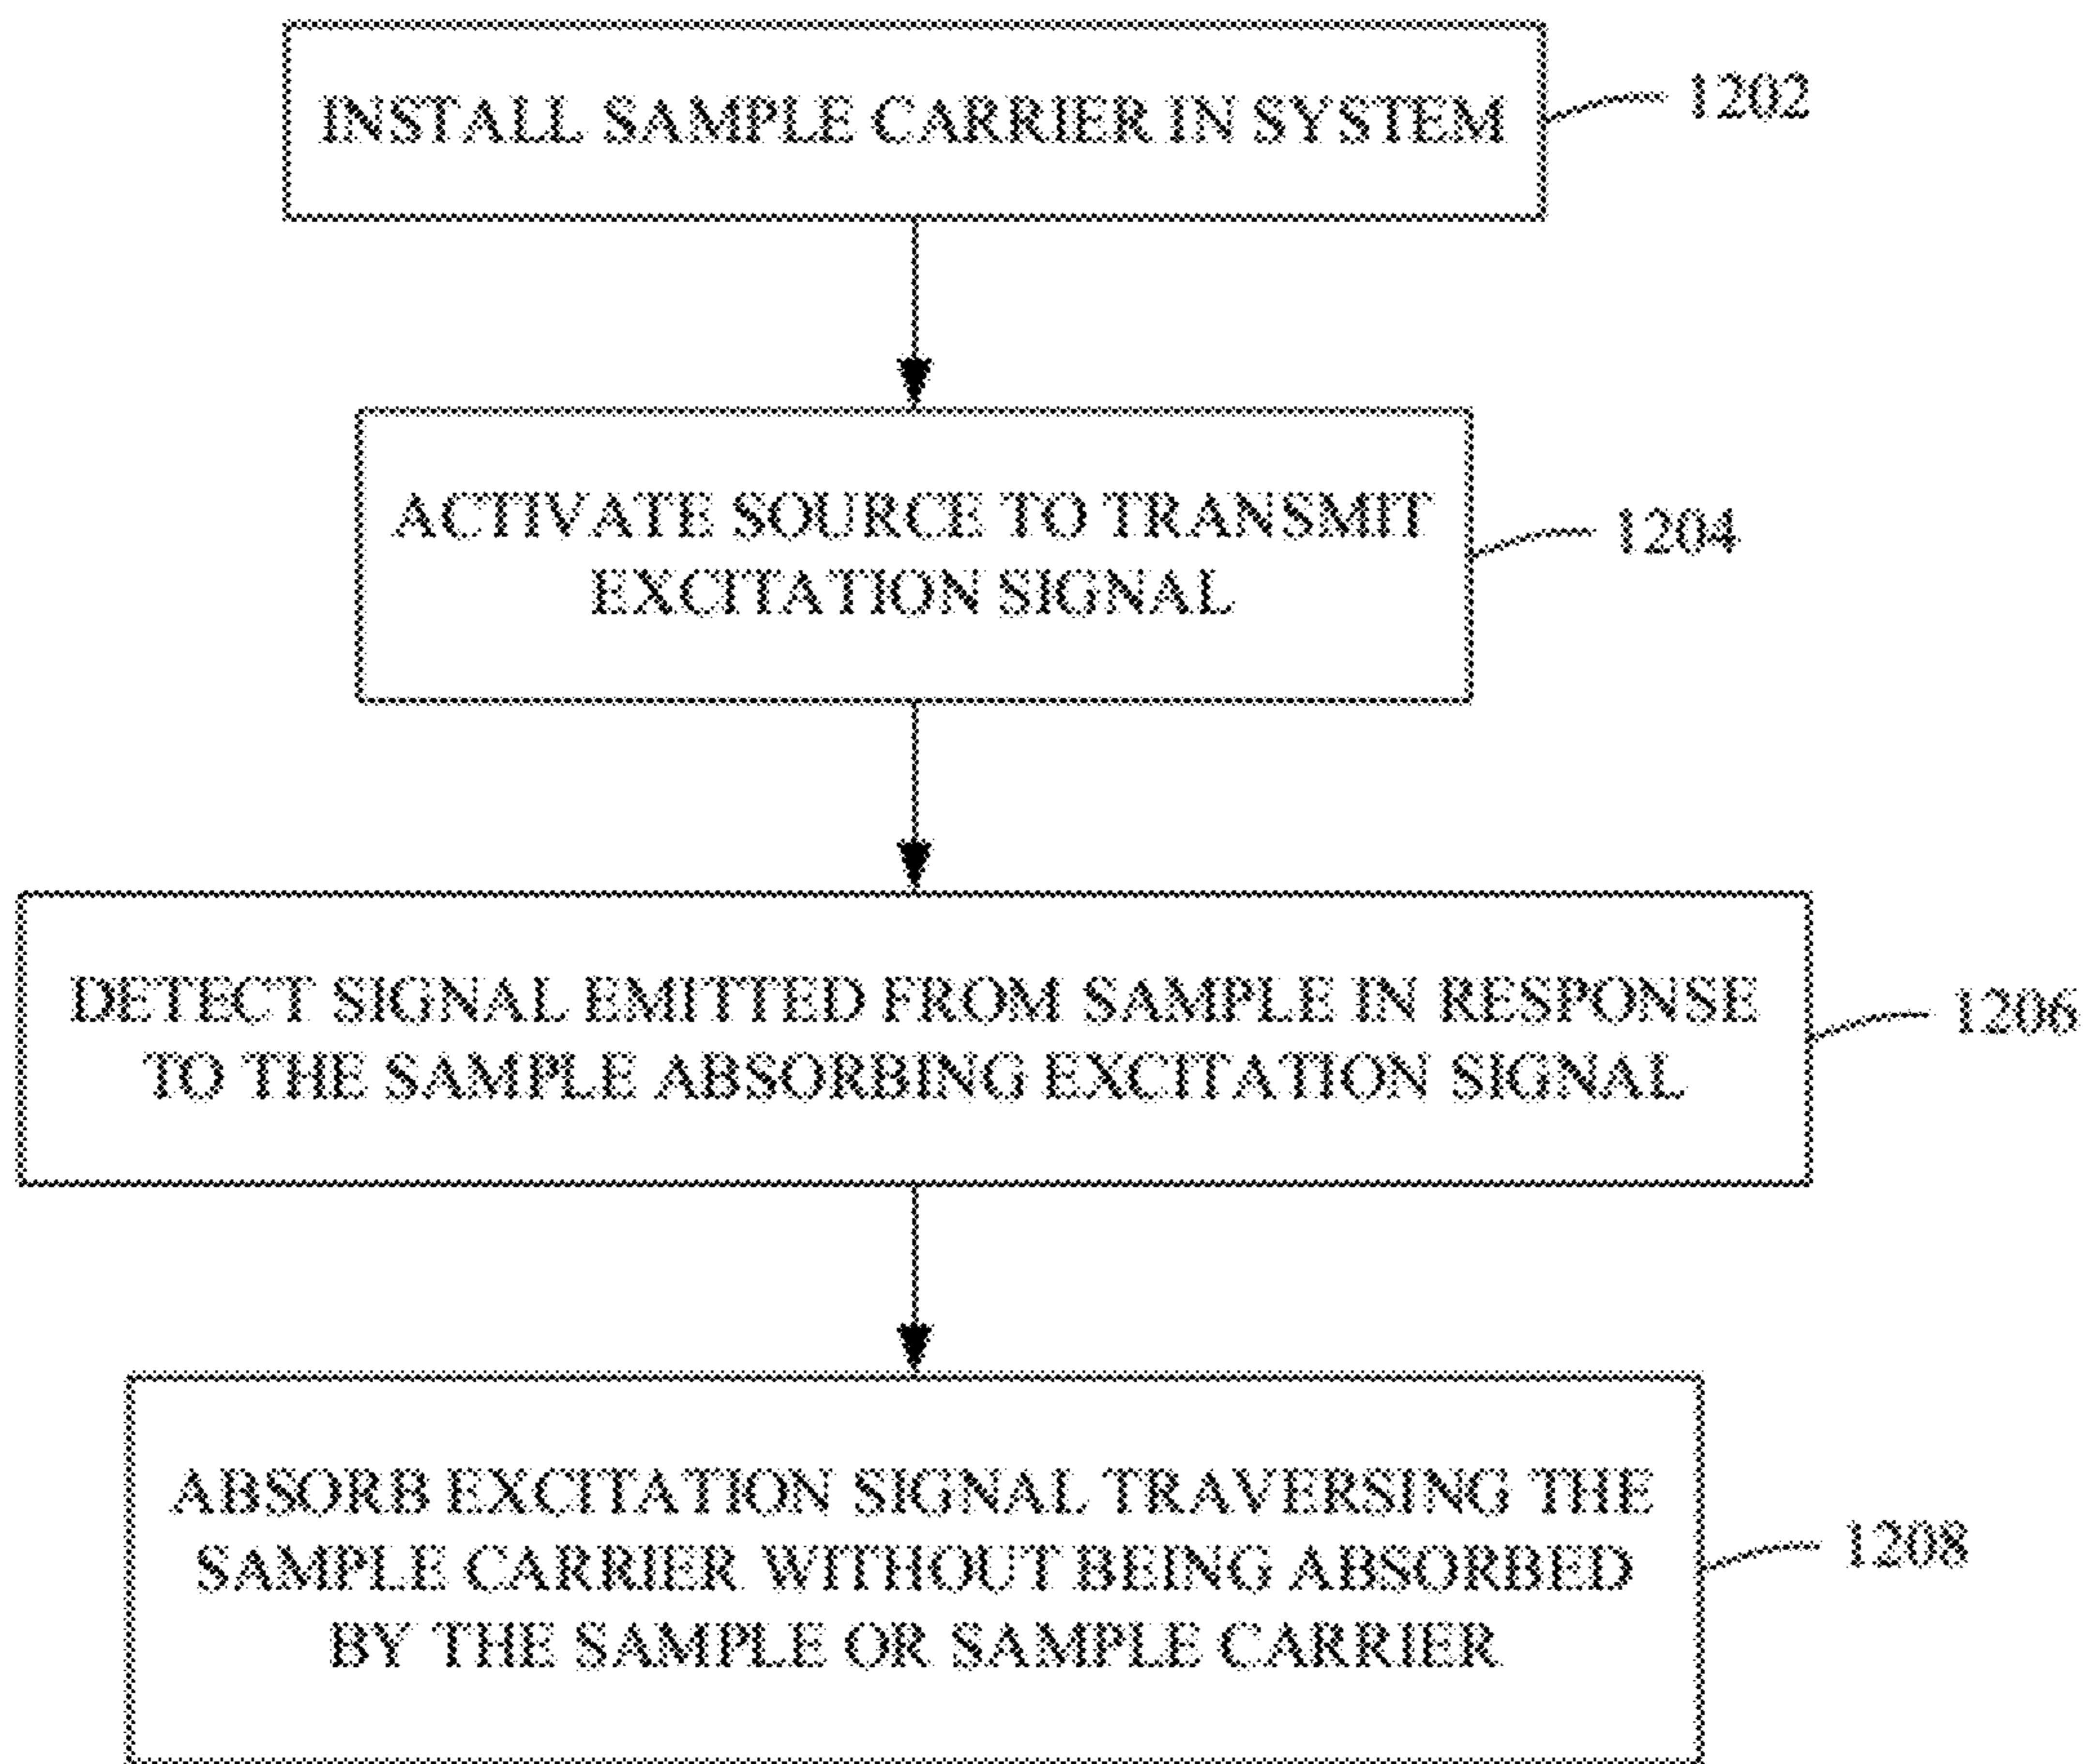 INSTALL SAMPLE CARRIER IN SYSTEM
1202
ACTIVATE SOURCE TO TRANSMIT
EXCITATION SIGNAL
1204
DETECT SIGNAL EMITTED FROM SAMPLE IN RESPONSE
TO THE SAMPLE ABSORBING EXCITATION SIGNAL
1206
ABSORB EXCITATION SIGNAL TRAVERSING THE
SAMPLE CARRIER WITHOUT BEING ABSORBED
BY THE SAMPLE OR SAMPLE CARRIER
1208